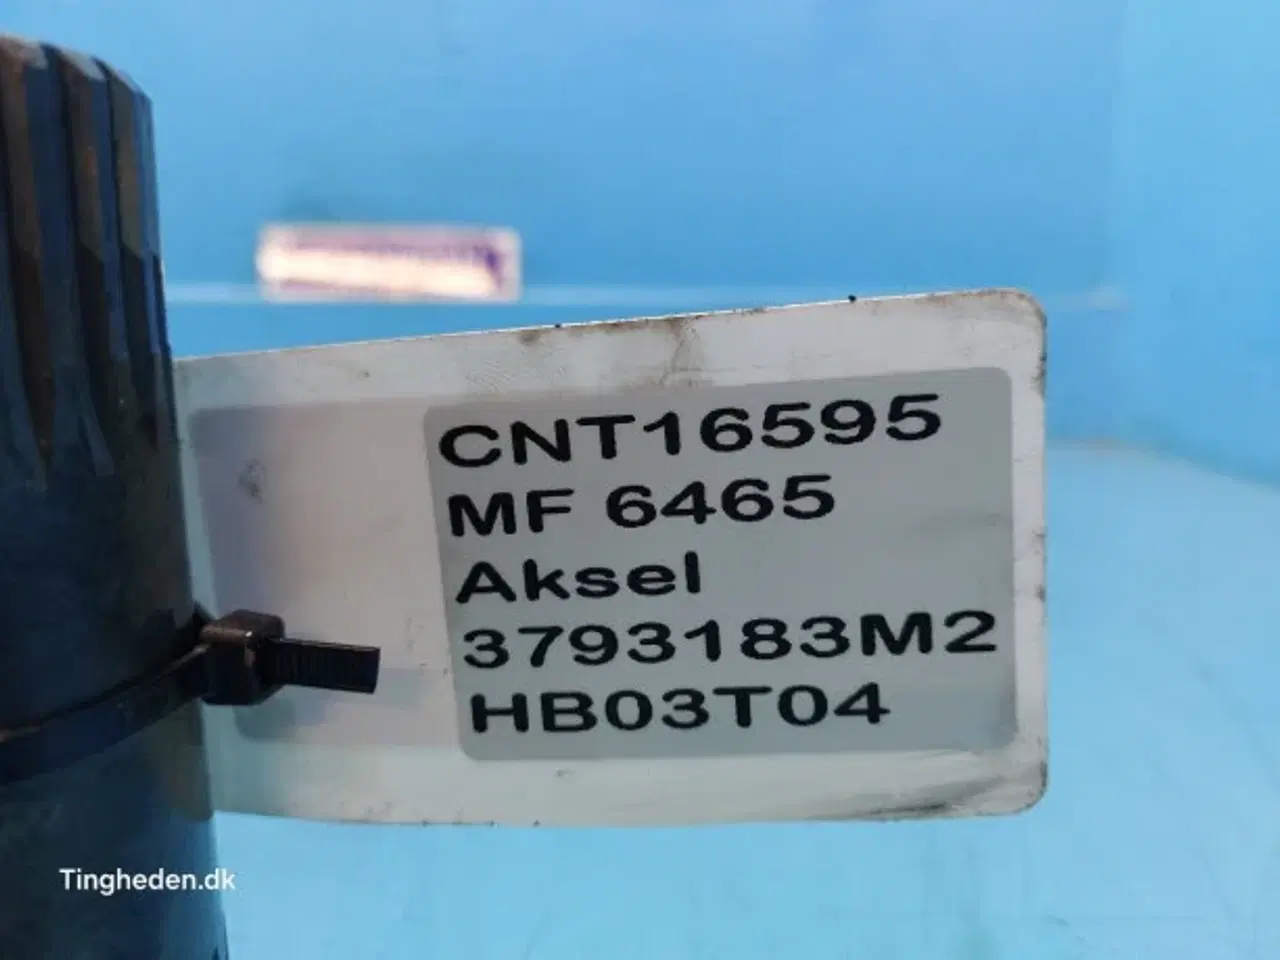 CNT16595
MF 6465
Aksel
3793183M2
HB03T04
Tingheden.dk